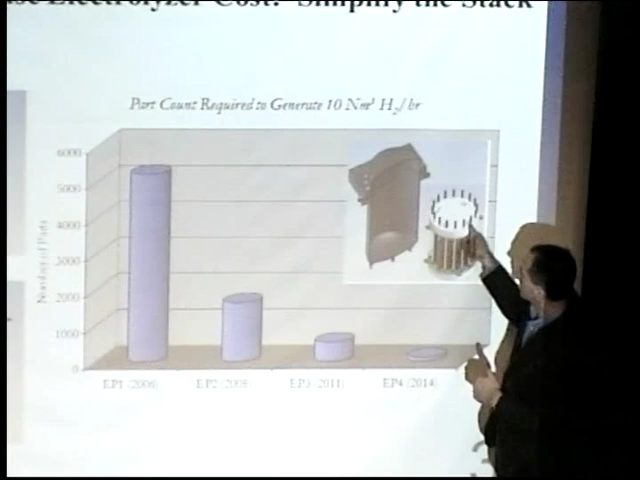 Electrolyzer Cost? Simplify the Stack
Part Count Required to Generate 10 Nm³ H₂/hr
6000
5000
4000
3000
2000
1000
0
Number of Parts
EP1 (2006)
EP2 (2008)
EP3 (2011)
EP4 (2014)